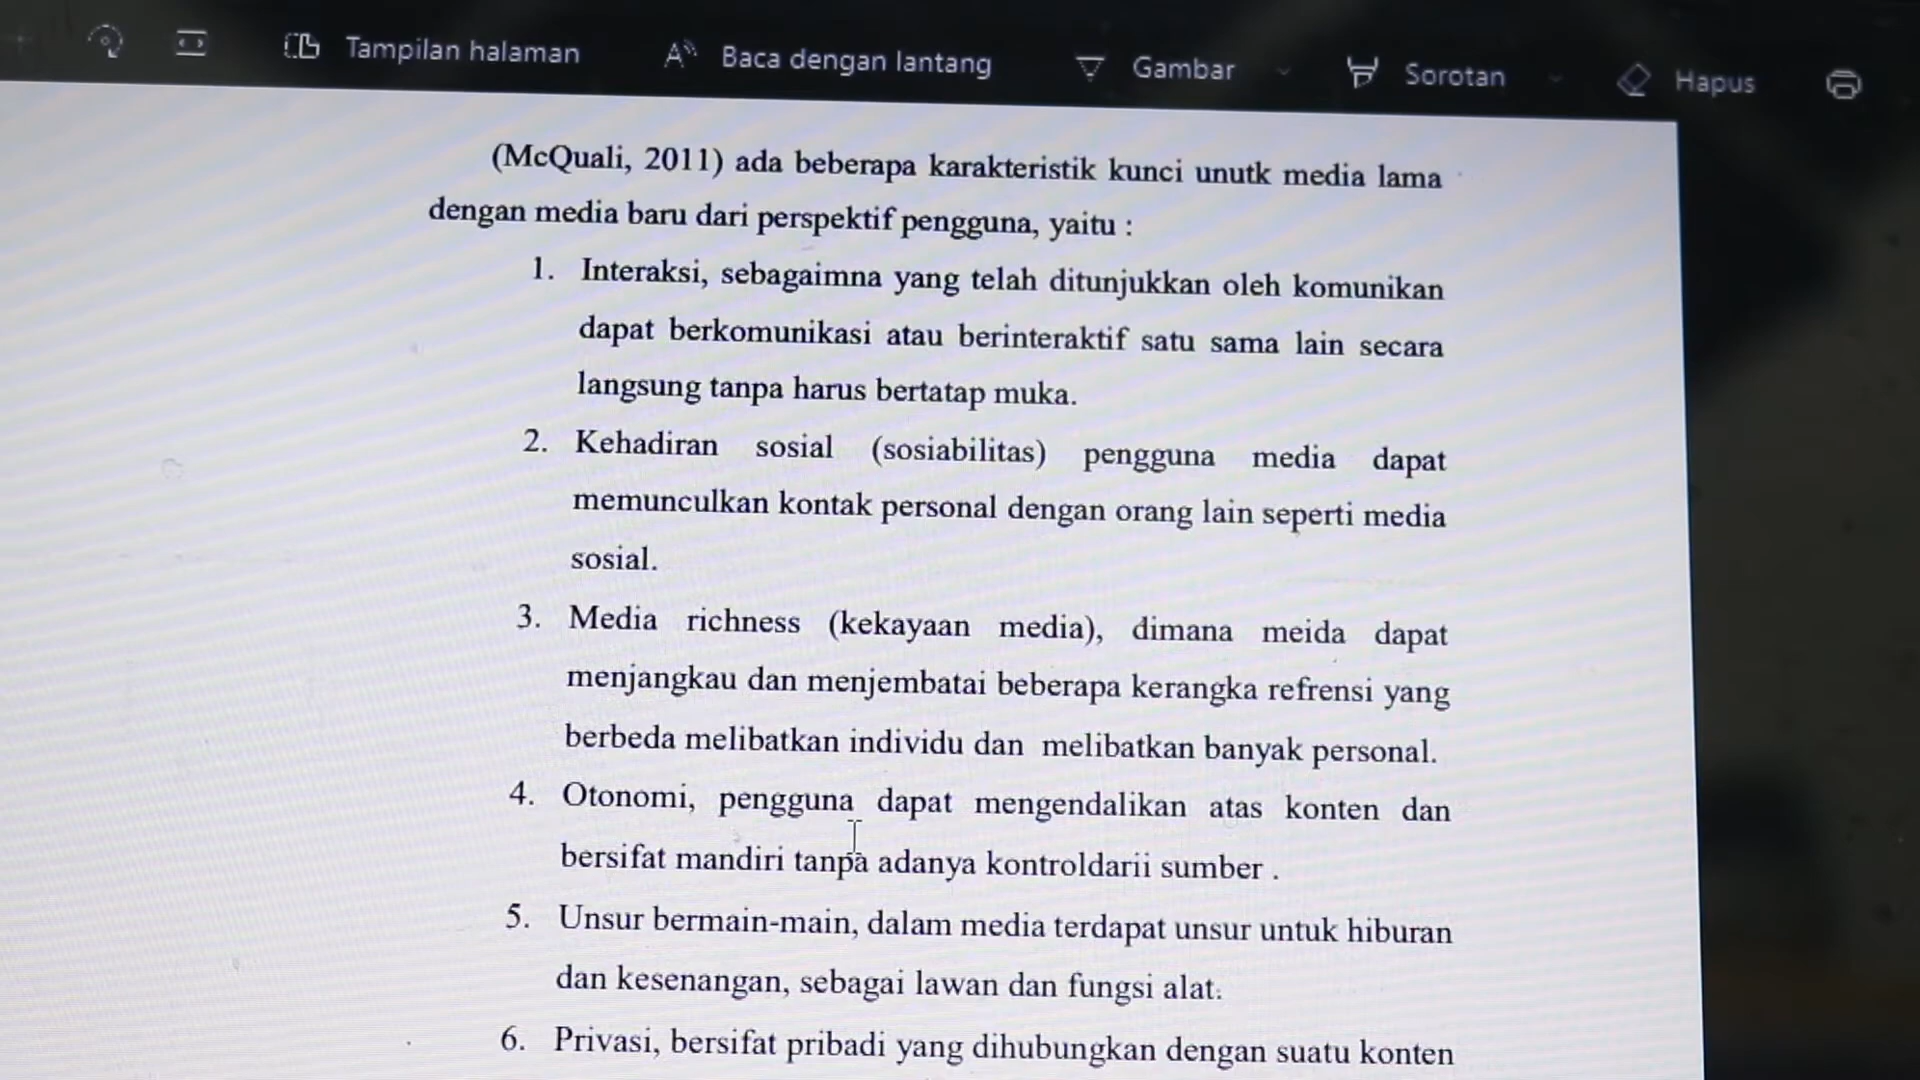 Tampilan halaman
Baca dengan lantang
Gambar
Sorotan
Hapus
(McQuali, 2011) ada beberapa karakteristik kunci unutk media lama
dengan media baru dari perspektif pengguna, yaitu :
1. Interaksi, sebagaimna yang telah ditunjukkan oleh komunikan
dapat berkomunikasi atau berinteraktif satu sama lain secara
langsung tanpa harus bertatap muka.
2. Kehadiran sosial (sosiabilitas) pengguna media dapat
memunculkan kontak personal dengan orang lain seperti media
sosial.
3. Media richness (kekayaan media), dimana meida dapat
menjangkau dan menjembatai beberapa kerangka refrensi yang
berbeda melibatkan individu dan melibatkan banyak personal.
4. Otonomi, pengguna dapat mengendalikan atas konten dan
bersifat mandiri tanpa adanya kontroldarii sumber .
5. Unsur bermain-main, dalam media terdapat unsur untuk hiburan
dan kesenangan, sebagai lawan dan fungsi alat.
6. Privasi, bersifat pribadi yang dihubungkan dengan suatu konten